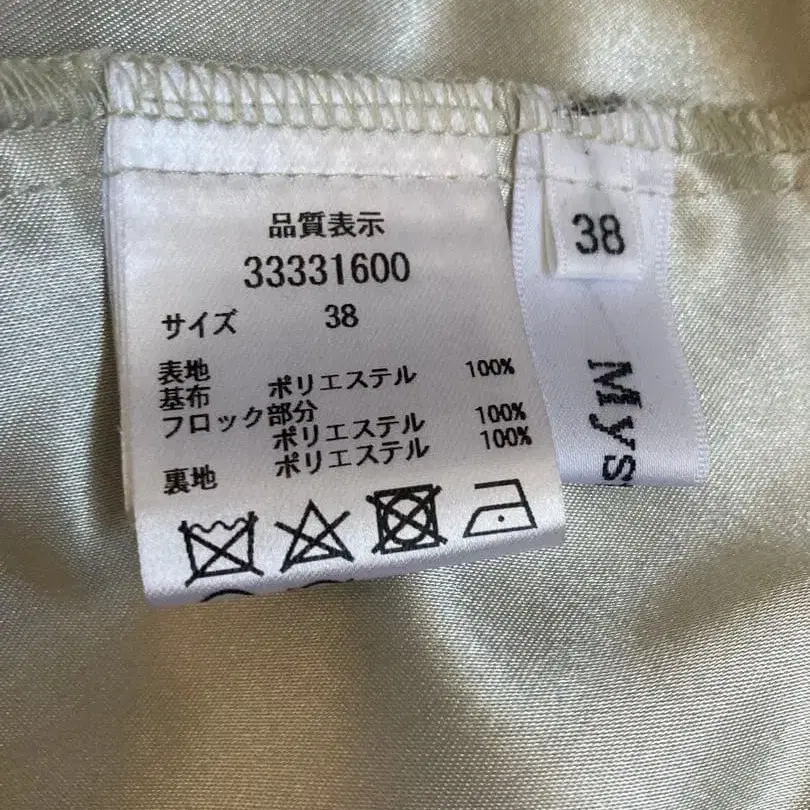 品質表示
33331600
サイズ 38
表地
基布 ポリエステル 100%
フロック部分
ポリエステル 100%
裏地 ポリエステル 100%
38
Mys